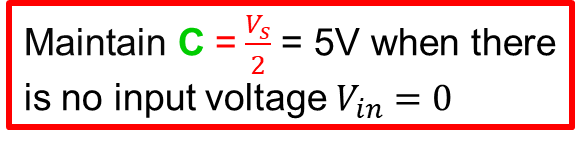 Maintain C = V_S/2 = 5V when there
is no input voltage V_in = 0